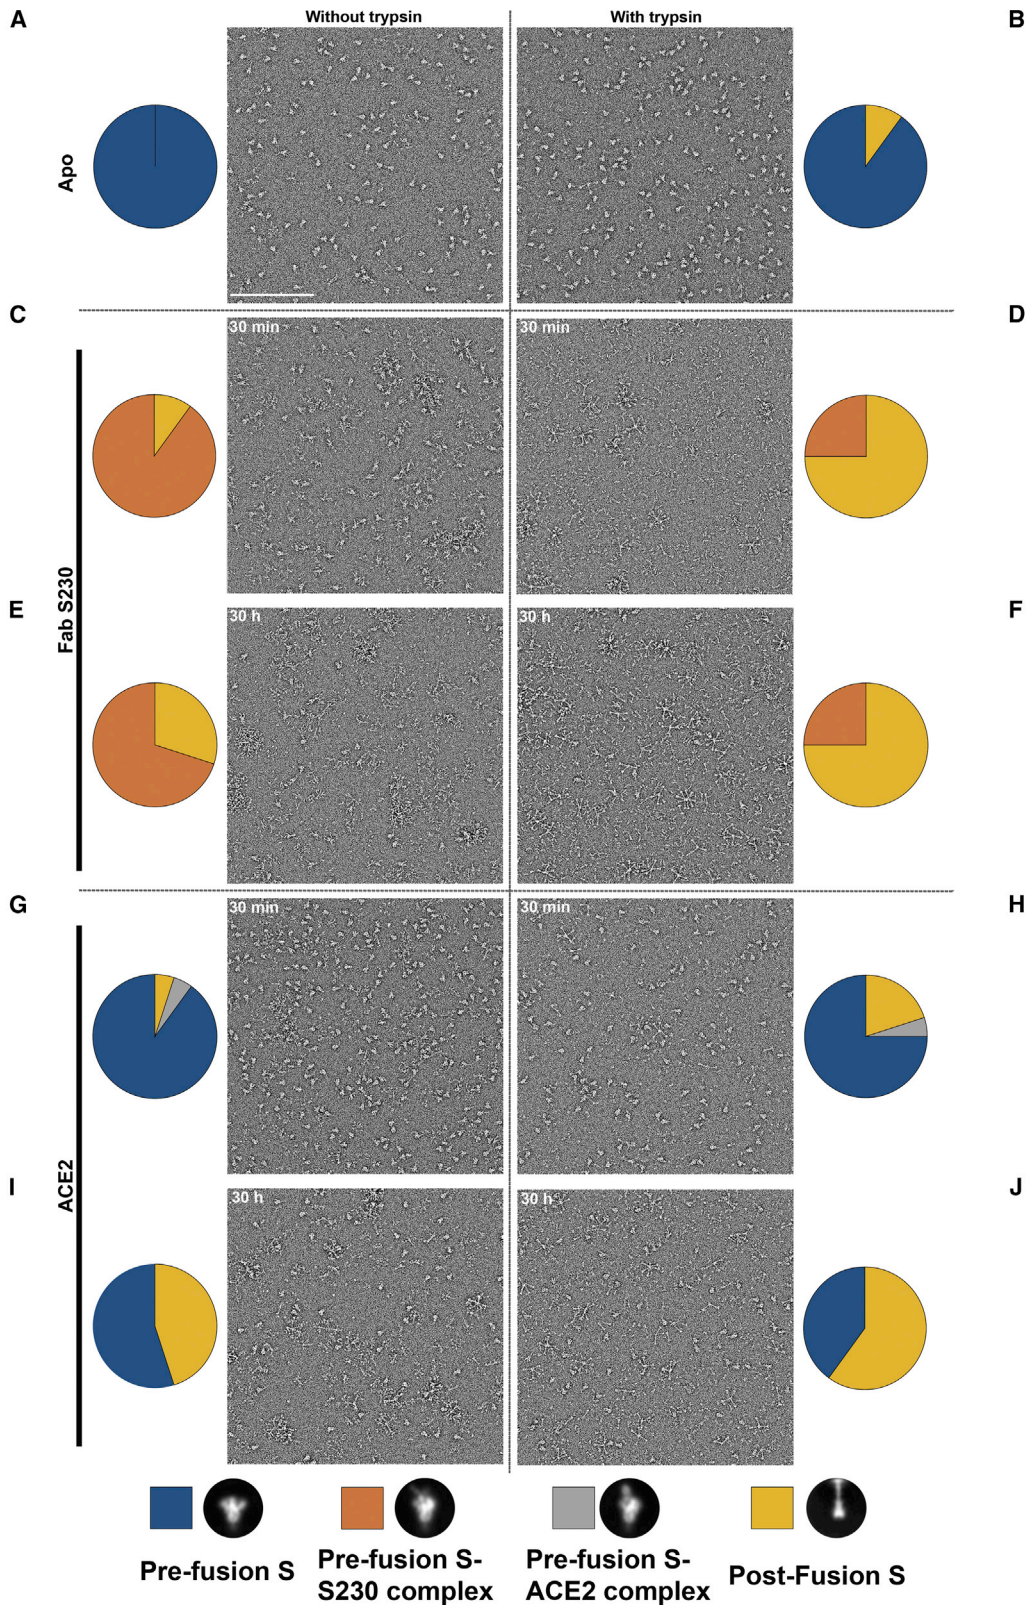 Without trypsin
With trypsin
A
B
Apo
C
D
30 min
30 min
Fab S230
E
F
30 h
30 h
G
H
30 min
30 min
ACE2
I
J
30 h
30 h
Pre-fusion S
Pre-fusion S-
S230 complex
Pre-fusion S-
ACE2 complex
Post-Fusion S